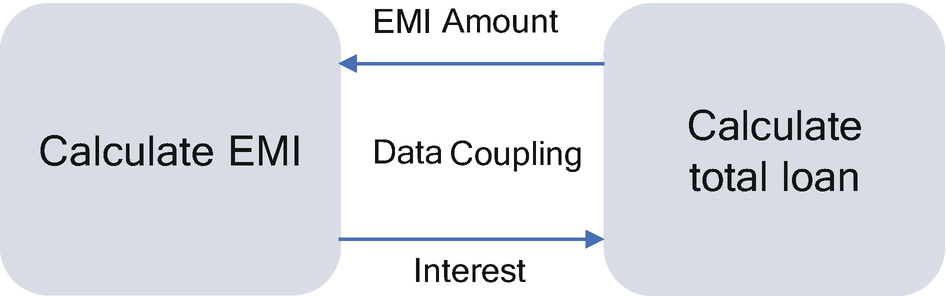 EMI Amount
Calculate EMI
Data Coupling
Calculate
total loan
Interest